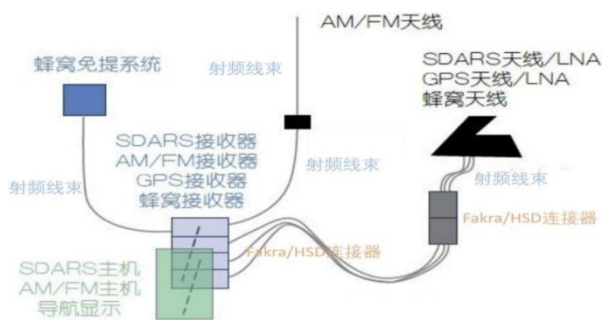 AM/FM天线
SDARS天线/LNA
GPS天线/LNA
蜂窝天线
蜂窝免提系统
射频线束
SDARS接收器
AM/FM接收器
GPS接收器
蜂窝接收器
射频线束
射频线束
射频线束
Fakra/HSD连接器
Fakra/HSD连接器
SDARS主机
AM/FM主机
导航显示